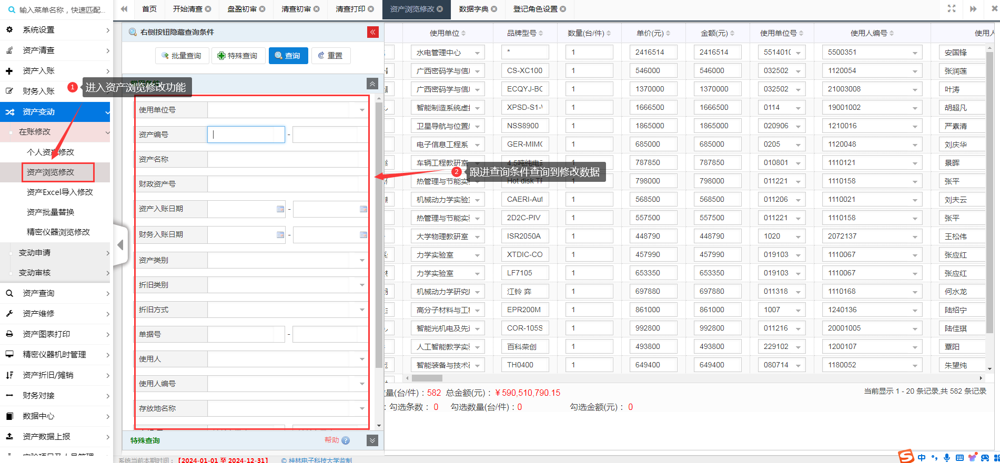 输入菜单名称，快速匹配...
首页
开始清查
盘盈初审
清查初审
清查打印
资产浏览修改
数据字典
登记角色设置
系统设置
资产清查
资产入账
财务入账
资产变动
在账修改
个人资产修改
资产浏览修改
资产Excel导入修改
资产批量替换
精密仪器浏览修改
变动申请
变动审核
资产查询
资产维修
资产图表打印
精密仪器机时管理
资产折旧/摊销
财务对接
数据中心
资产数据上报
1 进入资产浏览修改功能
右侧按钮隐藏查询条件
批量查询 特殊查询 查询 重置
使用单位号
资产编号 -
资产名称
财政资产号
资产入账日期 -
财务入账日期 -
资产类别
折旧类别
折旧方式
单据号 -
使用人
使用人编号
存放地名称
特殊查询 帮助
2 跟进查询条件查询到修改数据
使用单位 品牌型号 数量(台/件) 单价(元) 金额(元) 使用单位号 使用人编号 使用人
水电管理中心 * 1 2416514 2416514 551401( 5500351 安国锋
广西密码学与信 CS-XC100 1 546000 546000 032502 1120054 张润莲
广西密码学与信 ECQYJ-BC 1 1370000 1370000 032502 21003008 叶涛
智能制造系统虚 XPSD-S1-\ 1 1666500 1666500 0114 19001002 胡超凡
卫星导航与位置 NSS8900 1 1865000 1865000 020906 1210016 严素清
电子信息工程系 GER-MIMC 1 685000 685000 0205 1120048 刘庆华
车辆工程教研室 4.5吨纯电 1 787850 787850 010801 1110121 景晖
热管理与节能实 Hot disk TF 1 798000 798000 011221 1110158 张平
机械动力学实验 CAERI-Aut 1 568500 568500 011206 1110021 刘夫云
热管理与节能实 2D2C-PIV 1 557500 557500 011221 1110158 张平
大学物理教研室 ISR2050A 1 448790 448790 1020 2072137 王松伟
力学实验室 XTDIC-CO 1 457990 457990 019103 1110067 张应红
力学实验室 LF7105 1 653350 653350 019103 1110067 张应红
机械动力学研究 江铃 弈 1 697880 697880 011318 1110168 何水龙
高分子材料与工 EPR200M 1 861000 861000 1007 1240136 陆绍宁
智能光机电及先 COR-105S 1 992800 992800 011216 20001005 陆佳琪
人工智能教学实 百科荣创 1 493800 493800 229102 1200107 覃阳
智能装备与技术 TH0400 1 649400 649400 080714 1180052 朱望纯
量(台/件)：582 总金额(元)：￥590,510,790.15
当前显示 1 - 20 条记录,共 582 条记录
：勾选条数： 0 勾选数量(台/件)：0 勾选金额(元)： 0
系统当前本期时间：【2024-01-01 至 2024-12-31】 © 桂林电子科技大学监制
中